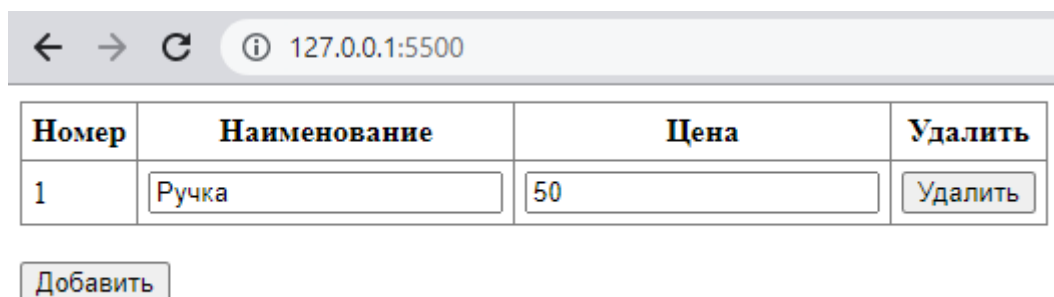 127.0.0.1:5500
Номер Наименование Цена Удалить
1 Ручка 50 Удалить
Добавить